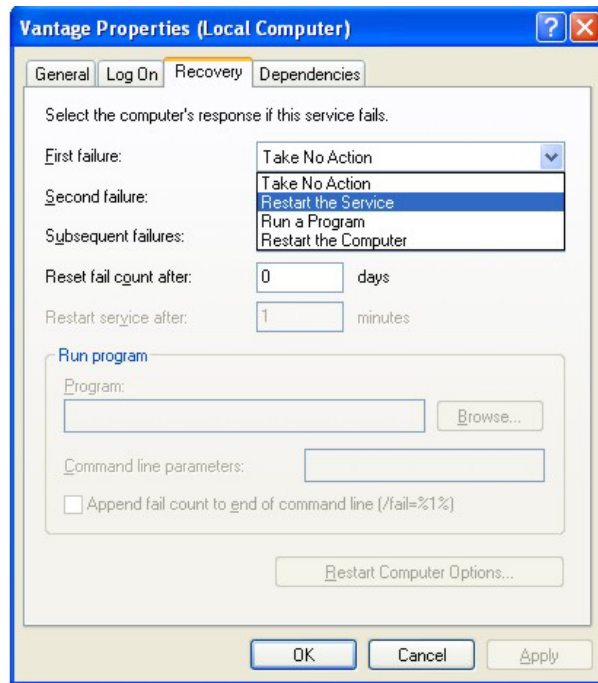 Vantage Properties (Local Computer)
General Log On Recovery Dependencies
Select the computer's response if this service fails.
First failure: Take No Action
Take No Action
Second failure: Restart the Service
Run a Program
Subsequent failures: Restart the Computer
Reset fail count after: 0 days
Restart service after: 1 minutes
Run program
Program:
Browse...
Command line parameters:
Append fail count to end of command line (/fail=%1%)
Restart Computer Options...
OK Cancel Apply